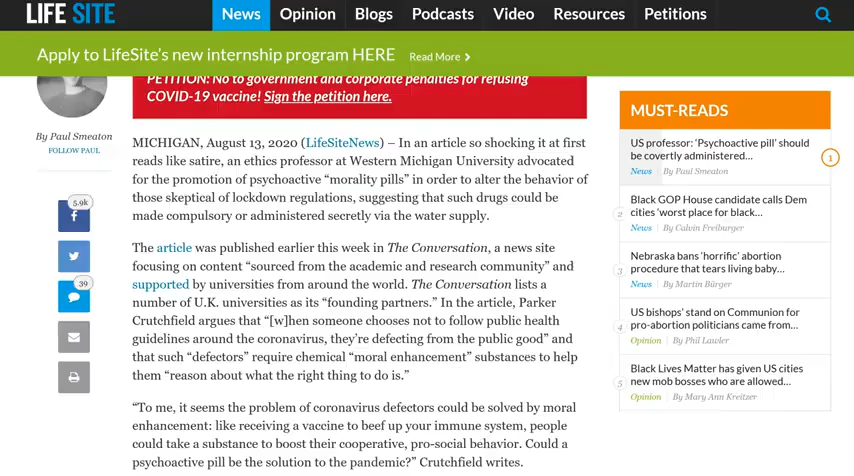 LIFE SITE
News Opinion Blogs Podcasts Video Resources Petitions
Apply to LifeSite's new internship program HERE Read More
PETITION: No to government and corporate penalties for refusing
COVID-19 vaccine! Sign the petition here.
By Paul Smeaton
FOLLOW PAUL
5.9k
39
MICHIGAN, August 13, 2020 (LifeSiteNews) – In an article so shocking it at first
reads like satire, an ethics professor at Western Michigan University advocated
for the promotion of psychoactive “morality pills” in order to alter the behavior of
those skeptical of lockdown regulations, suggesting that such drugs could be
made compulsory or administered secretly via the water supply.
The article was published earlier this week in The Conversation, a news site
focusing on content “sourced from the academic and research community” and
supported by universities from around the world. The Conversation lists a
number of U.K. universities as its “founding partners.” In the article, Parker
Crutchfield argues that “[w]hen someone chooses not to follow public health
guidelines around the coronavirus, they’re defecting from the public good” and
that such “defectors” require chemical “moral enhancement” substances to help
them “reason about what the right thing to do is.”
“To me, it seems the problem of coronavirus defectors could be solved by moral
enhancement: like receiving a vaccine to beef up your immune system, people
could take a substance to boost their cooperative, pro-social behavior. Could a
psychoactive pill be the solution to the pandemic?” Crutchfield writes.
MUST-READS
US professor: ‘Psychoactive pill’ should
be covertly administered...
News By Paul Smeaton
1
Black GOP House candidate calls Dem
2 cities ‘worst place for black...
News By Calvin Freiburger
Nebraska bans ‘horrific’ abortion
3 procedure that tears living baby...
News By Martin Bürger
US bishops’ stand on Communion for
4 pro-abortion politicians came from...
Opinion By Phil Lawler
Black Lives Matter has given US cities
5 new mob bosses who are allowed...
Opinion By Mary Ann Kreitzer